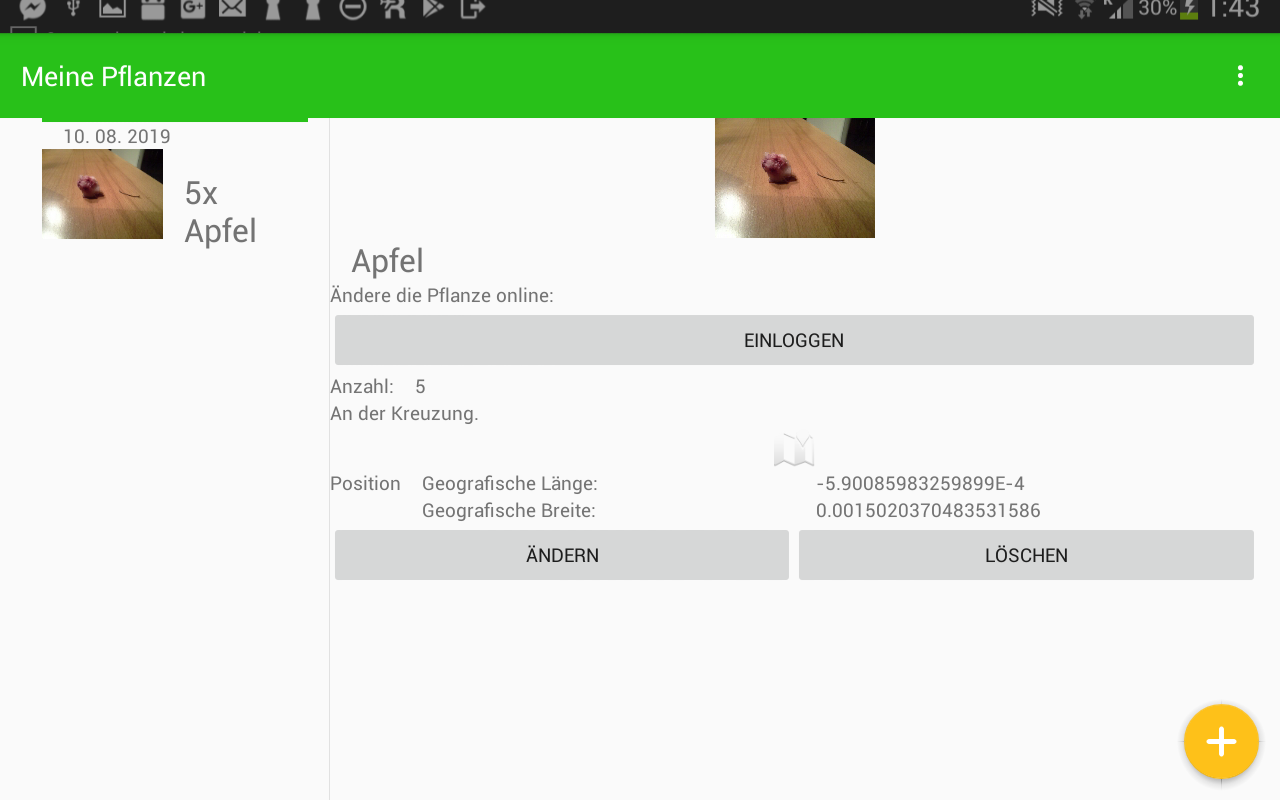 30% 1:43
Meine Pflanzen
10. 08. 2019
5x
Apfel
Apfel
Ändere die Pflanze online:
EINLOGGEN
Anzahl: 5
An der Kreuzung.
Position Geografische Länge: -5.90085983259899E-4
Geografische Breite: 0.0015020370483531586
ÄNDERN LÖSCHEN